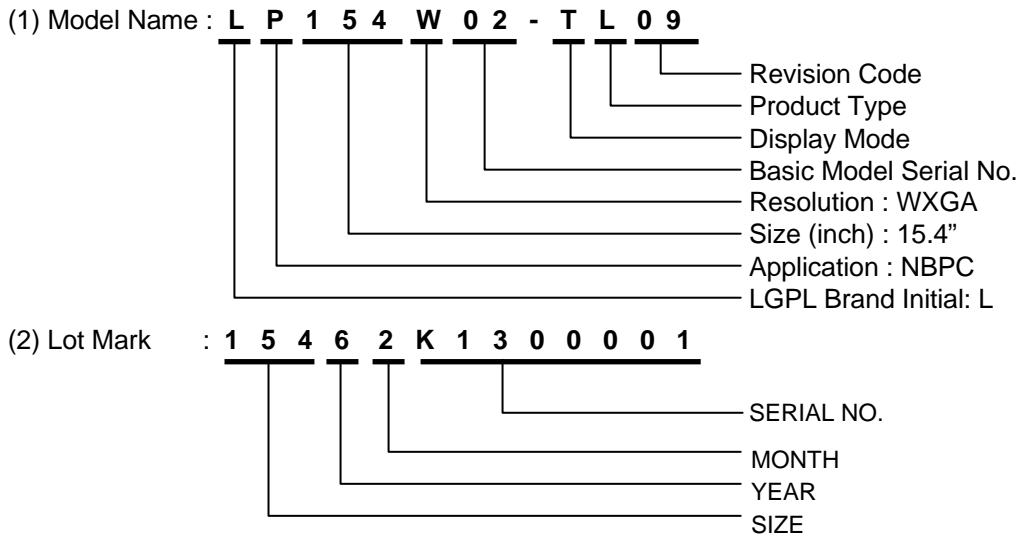 (1) Model Name : L P 1 5 4 W 0 2 - T L 0 9
Revision Code
Product Type
Display Mode
Basic Model Serial No.
Resolution : WXGA
Size (inch) : 15.4”
Application : NBPC
LGPL Brand Initial: L
(2) Lot Mark : 1 5 4 6 2 K 1 3 0 0 0 0 1
SERIAL NO.
MONTH
YEAR
SIZE